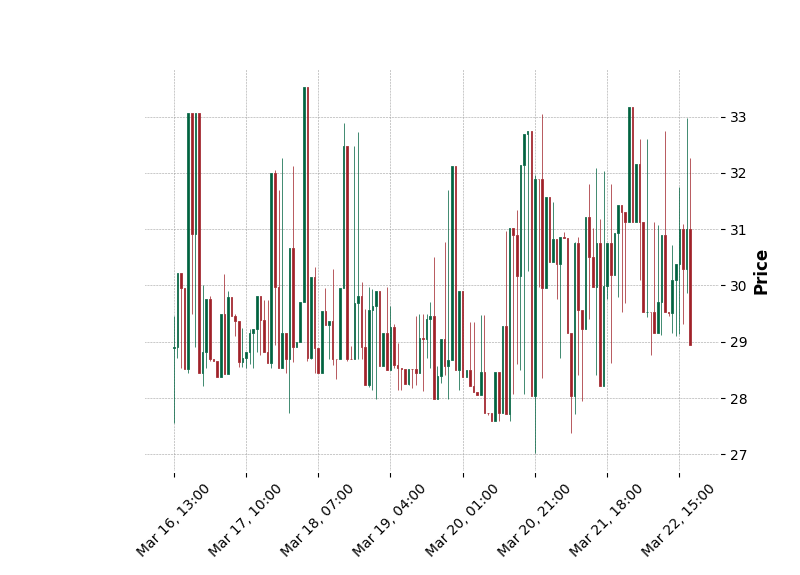 33
32
31
30
29
28
27
Price
Mar 16, 13:00
Mar 17, 10:00
Mar 18, 07:00
Mar 19, 04:00
Mar 20, 01:00
Mar 20, 21:00
Mar 21, 18:00
Mar 22, 15:00